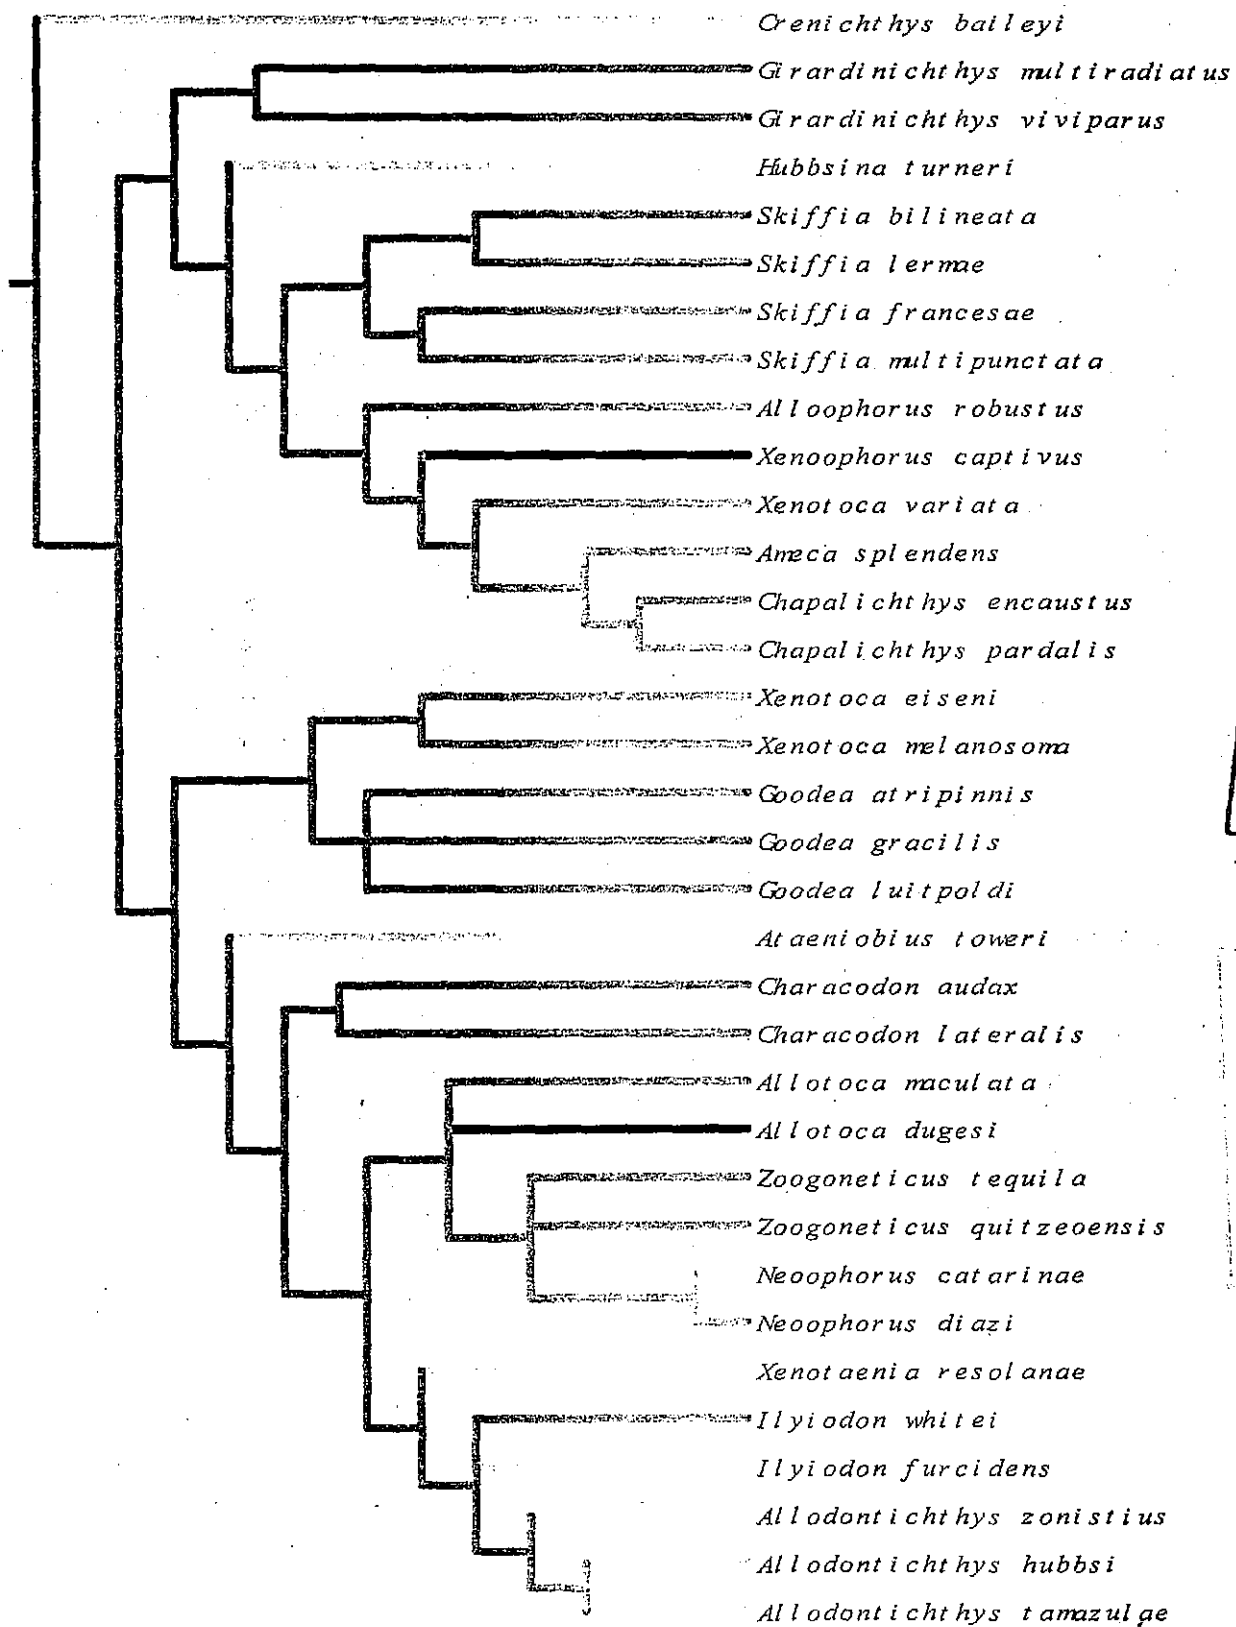 Crenichthys baileyi
Girardinichthys multiradiatus
Girardinichthys viviparus
Hubbsina turneri
Skiffia bilineata
Skiffia lermae
Skiffia francesae
Skiffia multipunctata
Alloophorus robustus
Xenoophorus captivus
Xenotoca variata
Ameca splendens
Chapalichthys encaustus
Chapalichthys pardalis
Xenotoca eiseni
Xenotoca melanosoma
Goodea atripinnis
Goodea gracilis
Goodea luitpoldi
Ataeniobius toweri
Characodon audax
Characodon lateralis
Allotoca maculata
Allotoca dugesi
Zoogoneticus tequila
Zoogoneticus quitzeoensis
Neoophorus catarinae
Neoophorus diazi
Xenotaenia resolanae
Ilyiodon whitei
Ilyiodon furcidens
Allodontichthys zonistius
Allodontichthys hubbsi
Allodontichthys tamazulae